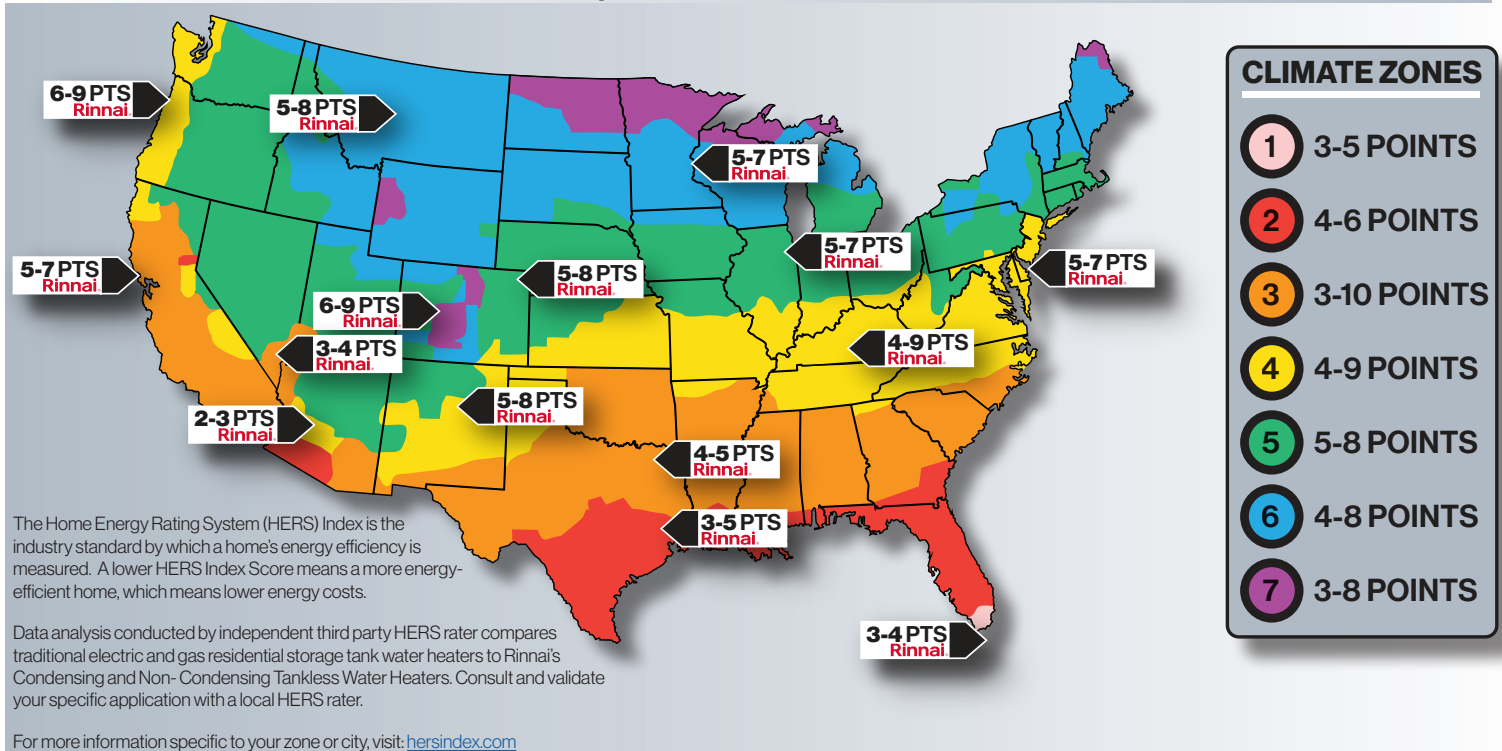 6-9 PTS
Rinnai.
5-8 PTS
Rinnai.
5-7 PTS
Rinnai.
5-7 PTS
Rinnai.
5-7 PTS
Rinnai.
5-8 PTS
Rinnai.
5-7 PTS
Rinnai.
6-9 PTS
Rinnai.
3-4 PTS
Rinnai.
4-9 PTS
Rinnai.
2-3 PTS
Rinnai.
5-8 PTS
Rinnai.
4-5 PTS
Rinnai.
3-5 PTS
Rinnai.
3-4 PTS
Rinnai.
The Home Energy Rating System (HERS) Index is the
industry standard by which a home's energy efficiency is
measured. A lower HERS Index Score means a more energy-
efficient home, which means lower energy costs.
Data analysis conducted by independent third party HERS rater compares
traditional electric and gas residential storage tank water heaters to Rinnai's
Condensing and Non- Condensing Tankless Water Heaters. Consult and validate
your specific application with a local HERS rater.
For more information specific to your zone or city, visit: hersindex.com
CLIMATE ZONES
1 3-5 POINTS
2 4-6 POINTS
3 3-10 POINTS
4 4-9 POINTS
5 5-8 POINTS
6 4-8 POINTS
7 3-8 POINTS